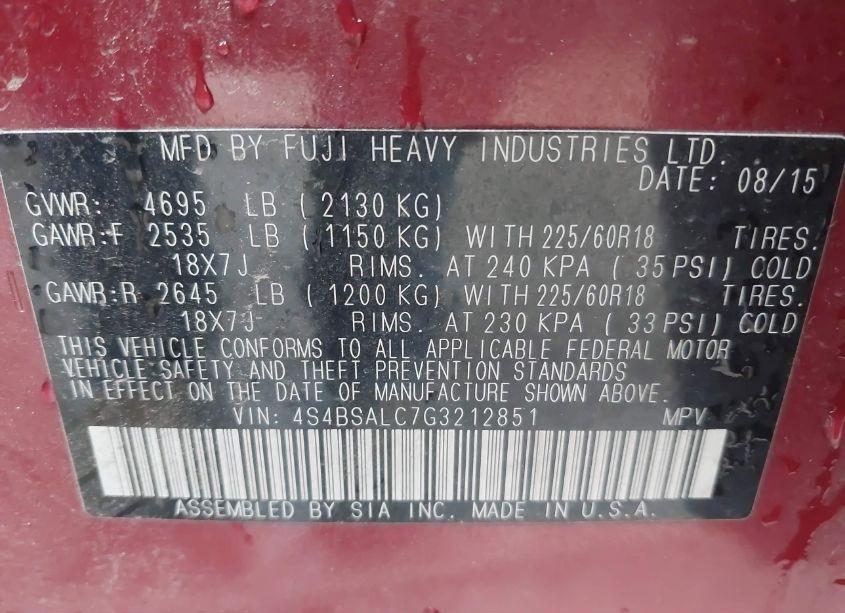 MFD BY FUJI HEAVY INDUSTRIES LTD.
DATE: 08/15
GVWR: 4695 LB ( 2130 KG)
GAWR:F 2535 LB ( 1150 KG) WITH 225/60R18 TIRES.
18X7J RIMS. AT 240 KPA ( 35 PSI) COLD
GAWR:R 2645 LB ( 1200 KG) WITH 225/60R18 TIRES.
18X7J RIMS. AT 230 KPA ( 33 PSI) COLD
THIS VEHICLE CONFORMS TO ALL APPLICABLE FEDERAL MOTOR
VEHICLE SAFETY AND THEFT PREVENTION STANDARDS
IN EFFECT ON THE DATE OF MANUFACTURE SHOWN ABOVE.
VIN: 4S4BSALC7G3212851 MPV
ASSEMBLED BY SIA INC. MADE IN U.S.A.